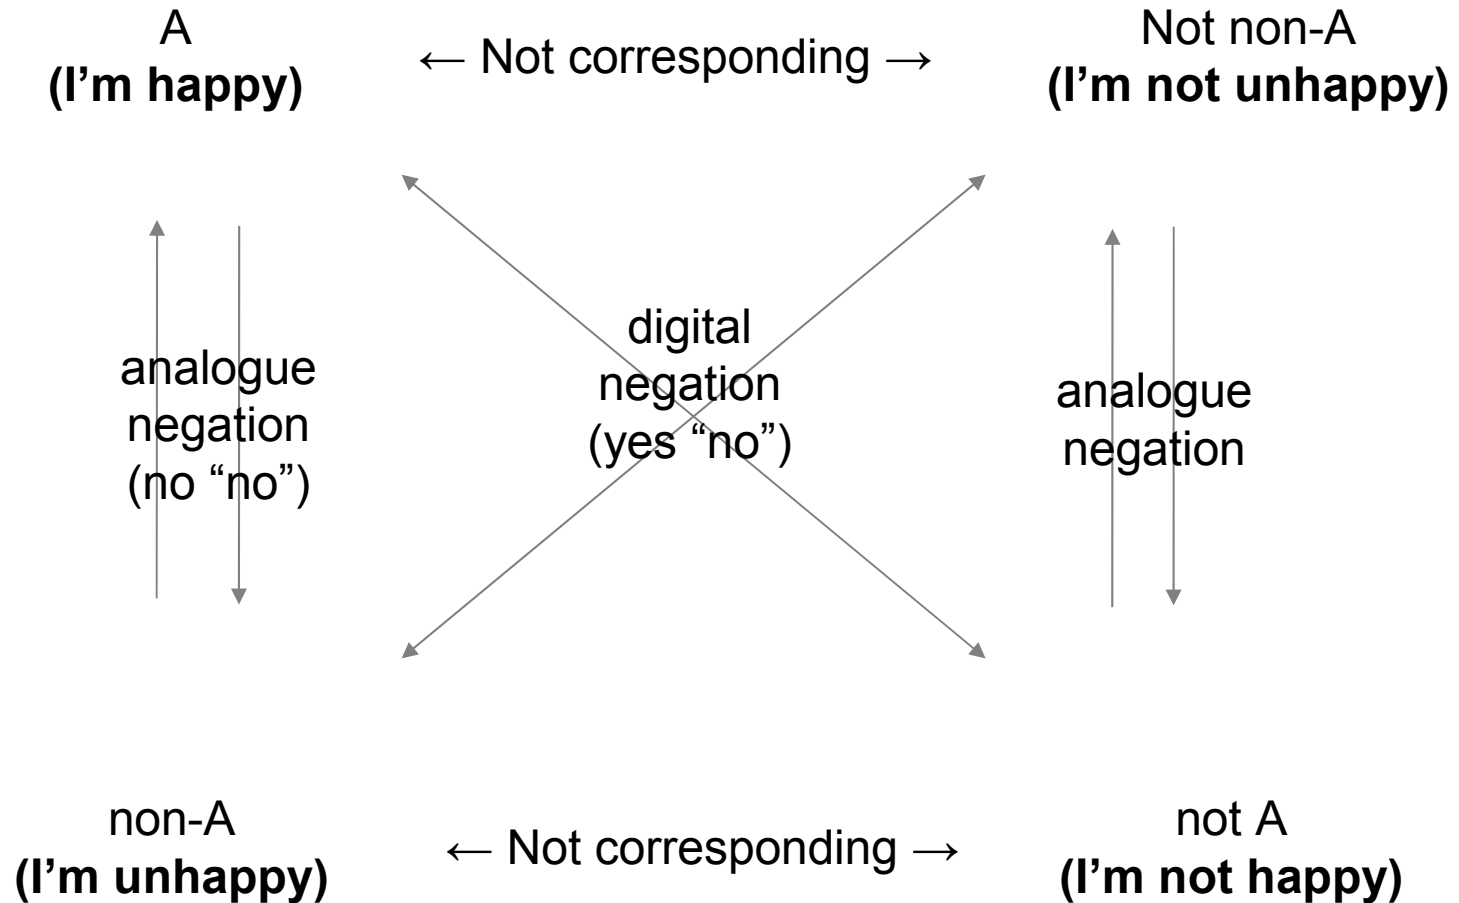 A
(I’m happy)
← Not corresponding →
Not non-A
(I’m not unhappy)
analogue
negation
(no “no”)
digital
negation
(yes “no”)
analogue
negation
non-A
(I’m unhappy)
← Not corresponding →
not A
(I’m not happy)